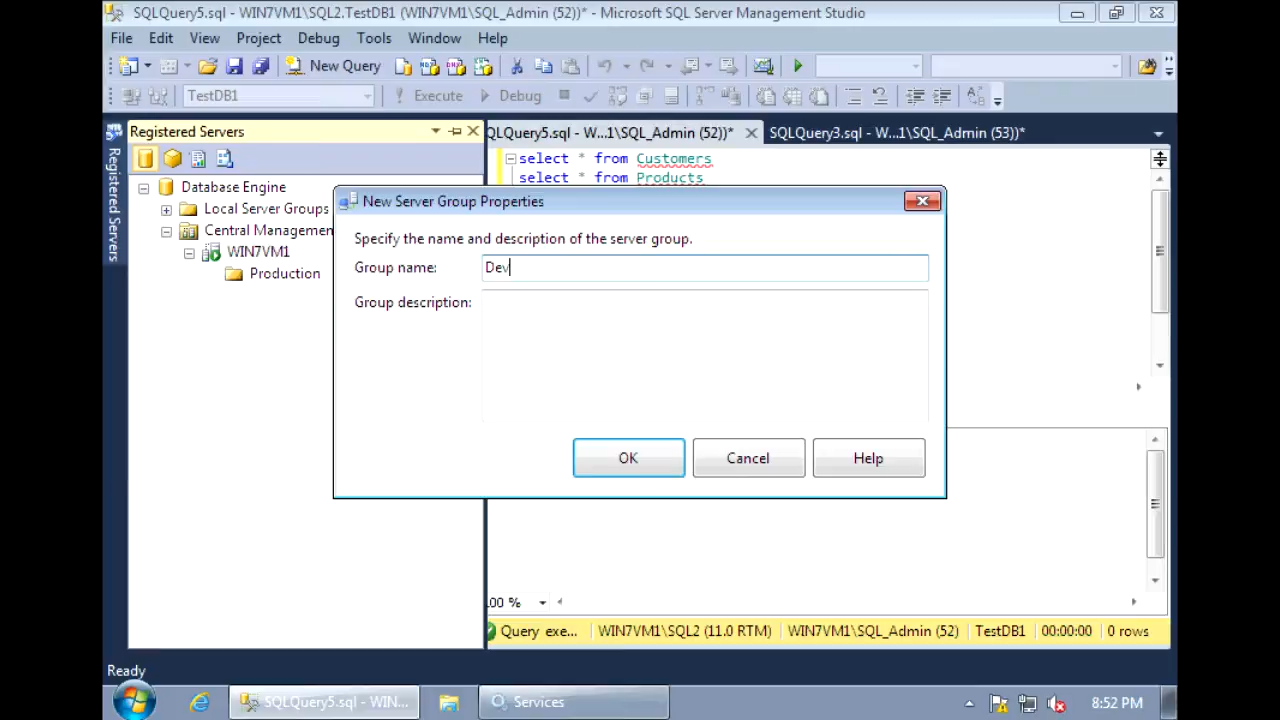 SQLQuery5.sql - WIN7VM1\SQL2.TestDB1 (WIN7VM1\SQL_Admin (52))* - Microsoft SQL Server Management Studio
File Edit View Project Debug Tools Window Help
New Query
TestDB1 Execute Debug
Registered Servers
QLQuery5.sql - W...1\SQL_Admin (52))* SQLQuery3.sql - W...1\SQL_Admin (53))*
Registered Servers
select * from Customers
select * from Products
Database Engine
Local Server Groups
Central Managemen
WIN7VM1
Production
New Server Group Properties
Specify the name and description of the server group.
Group name: Dev
Group description:
OK Cancel Help
00 %
Query exe... WIN7VM1\SQL2 (11.0 RTM) WIN7VM1\SQL_Admin (52) TestDB1 00:00:00 0 rows
Ready
SQLQuery5.sql - WIN... Services 8:52 PM